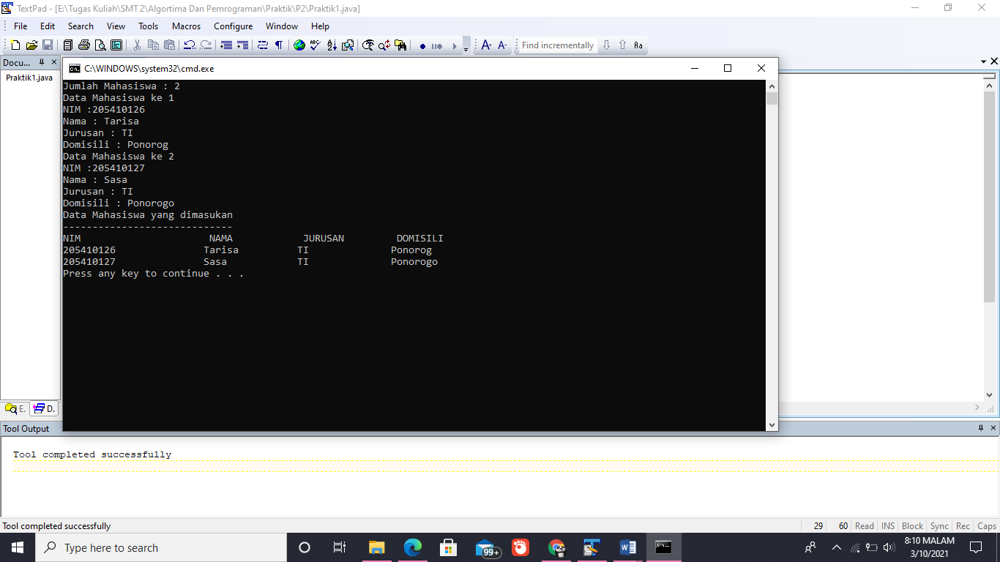 TextPad - [E:\Tugas Kuliah\SMT 2\Algortima Dan Pemrograman\Praktik\P2\Praktik1.java]
File Edit Search View Tools Macros Configure Window Help
Find incrementally
Docu...
Praktik1.java
C:\WINDOWS\system32\cmd.exe
Jumlah Mahasiswa : 2
Data Mahasiswa ke 1
NIM :205410126
Nama : Tarisa
Jurusan : TI
Domisili : Ponorog
Data Mahasiswa ke 2
NIM :205410127
Nama : Sasa
Jurusan : TI
Domisili : Ponorogo
Data Mahasiswa yang dimasukan
-----------------------------
NIM NAMA JURUSAN DOMISILI
205410126 Tarisa TI Ponorog
205410127 Sasa TI Ponorogo
Press any key to continue . . .
E. D.
Tool Output
Tool completed successfully
Tool completed successfully 29 60 Read INS Block Sync Rec Caps
Type here to search
99+
8:10 MALAM
3/10/2021